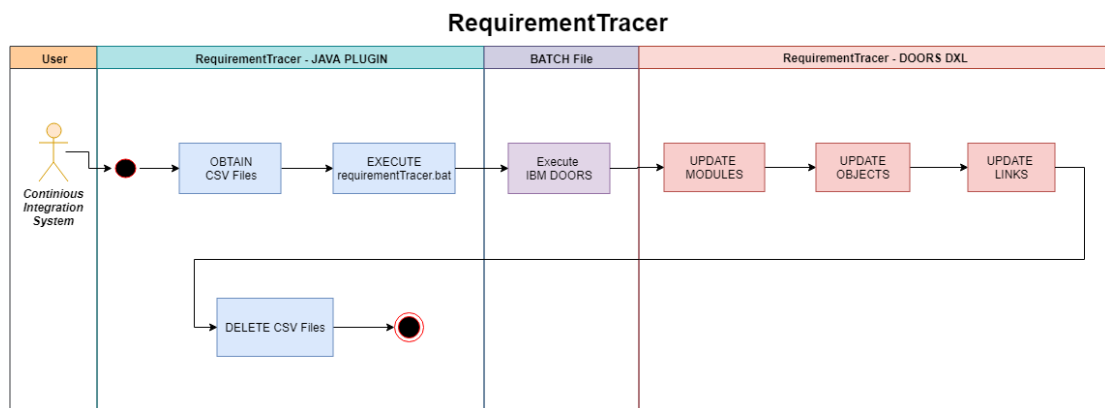 RequirementTracer
User
RequirementTracer - JAVA PLUGIN
BATCH File
RequirementTracer - DOORS DXL
Continious
Integration
System
OBTAIN
CSV Files
EXECUTE
requirementTracer.bat
Execute
IBM DOORS
UPDATE
MODULES
UPDATE
OBJECTS
UPDATE
LINKS
DELETE CSV Files